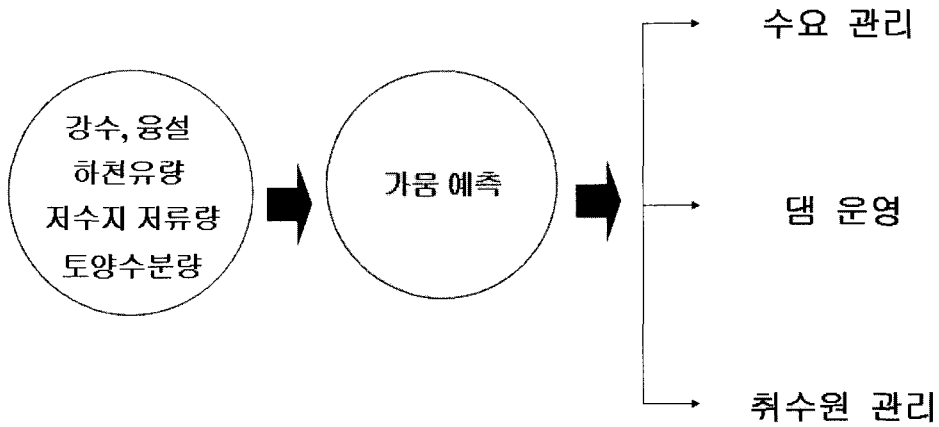 강수, 융설
하천유량
저수지 저류량
토양수분량
가뭄 예측
수요 관리
댐 운영
취수원 관리